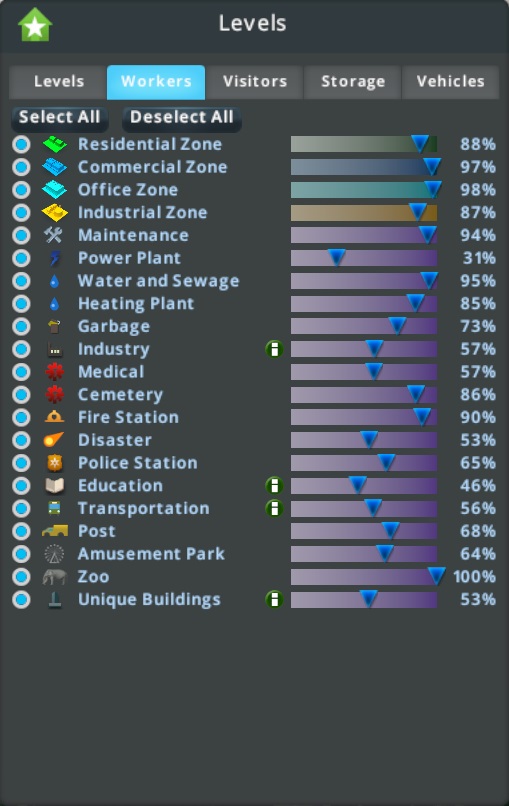 Levels
Levels Workers Visitors Storage Vehicles
Select All Deselect All
Residential Zone 88%
Commercial Zone 97%
Office Zone 98%
Industrial Zone 87%
Maintenance 94%
Power Plant 31%
Water and Sewage 95%
Heating Plant 85%
Garbage 73%
Industry 57%
Medical 57%
Cemetery 86%
Fire Station 90%
Disaster 53%
Police Station 65%
Education 46%
Transportation 56%
Post 68%
Amusement Park 64%
Zoo 100%
Unique Buildings 53%